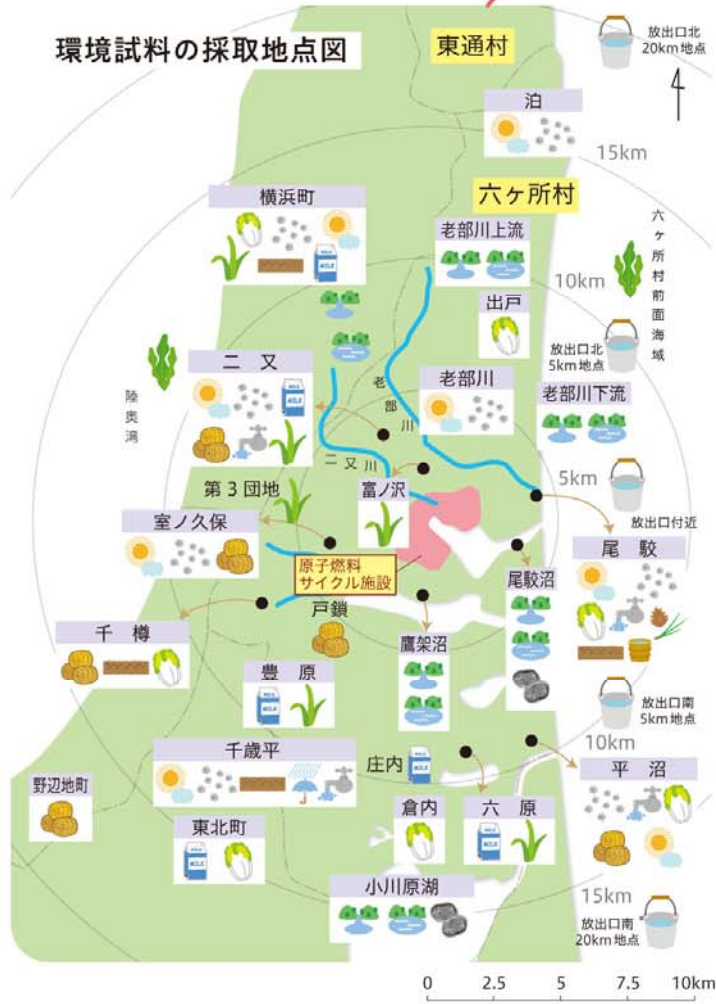 環境試料の採取地点図
東通村
放出口北
20km地点
泊
15km
横浜町
六ヶ所村
老部川上流
六ヶ所村前面海域
10km
出戸
放出口北
5km地点
二 又
老部川
老部川
老部川下流
陸奥湾
二又川
5km
第3団地
富ノ沢
放出口付近
室ノ久保
尾 駮
原子燃料
サイクル施設
尾駮沼
戸鎖
千 樽
鷹架沼
豊 原
放出口南
5km地点
10km
千歳平
庄内
平 沼
野辺地町
東北町
倉内
六 原
小川原湖
15km
放出口南
20km地点
0 2.5 5 7.5 10km
MILK
MILK
MILK
MILK
MILK
MILK